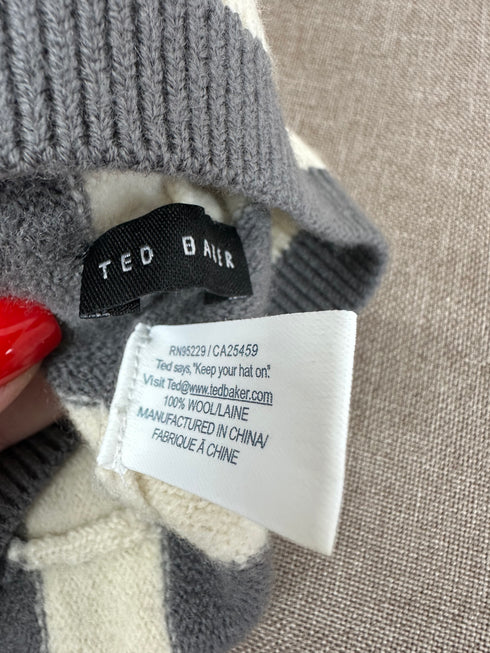 TED BAKER
RN95229 / CA25459
Ted says, "Keep your hat on".
Visit Ted@www.tedbaker.com
100% WOOL/LAINE
MANUFACTURED IN CHINA/
FABRIQUE À CHINE